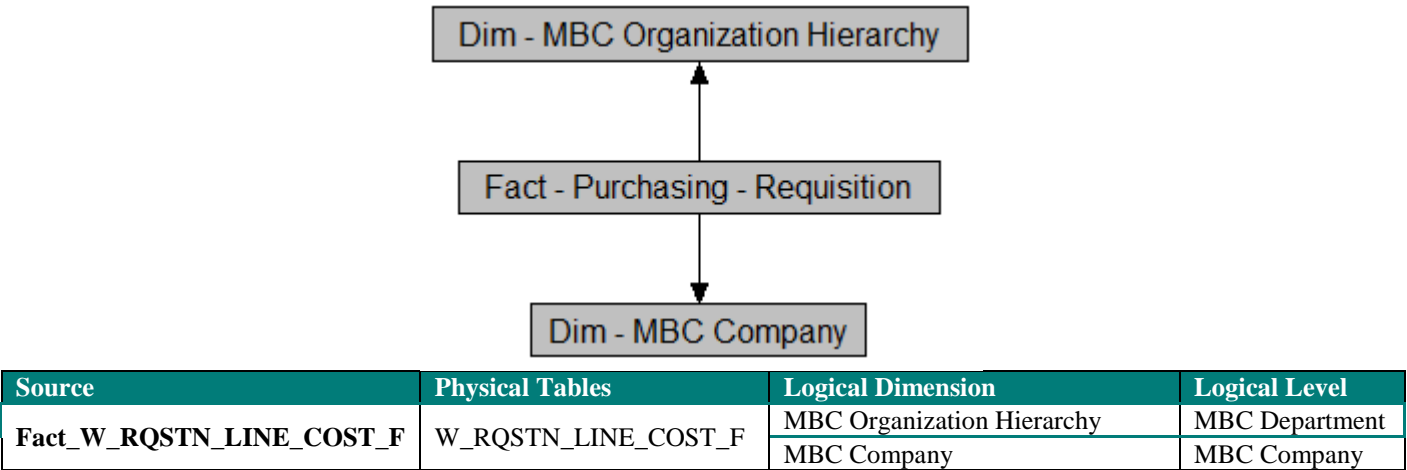 Dim - MBC Organization Hierarchy
Fact - Purchasing - Requisition
Dim - MBC Company
Source Physical Tables Logical Dimension Logical Level
Fact_W_RQSTN_LINE_COST_F W_RQSTN_LINE_COST_F MBC Organization Hierarchy MBC Department
MBC Company MBC Company